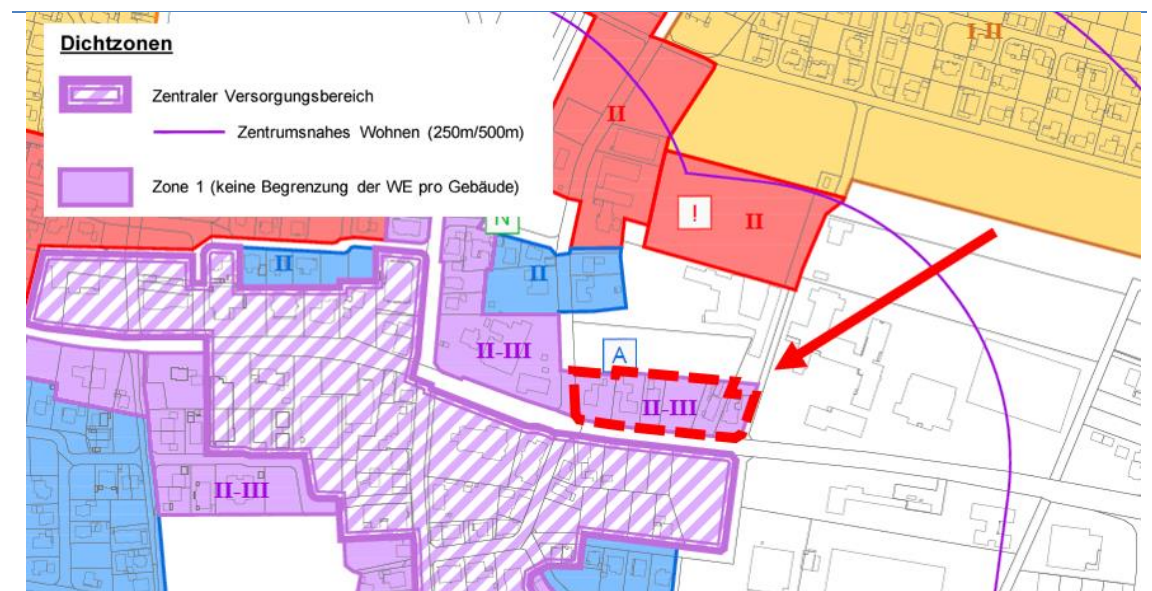 Dichtzonen
Zentraler Versorgungsbereich
Zentrumsnahes Wohnen (250m/500m)
Zone 1 (keine Begrenzung der WE pro Gebäude)
I-II
II
! II
N
II
II
II-III
A
II-III
II-III